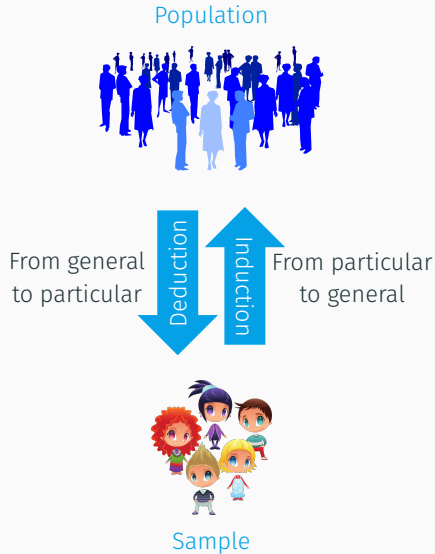 Population
From general
to particular
Deduction
Induction
From particular
to general
Sample